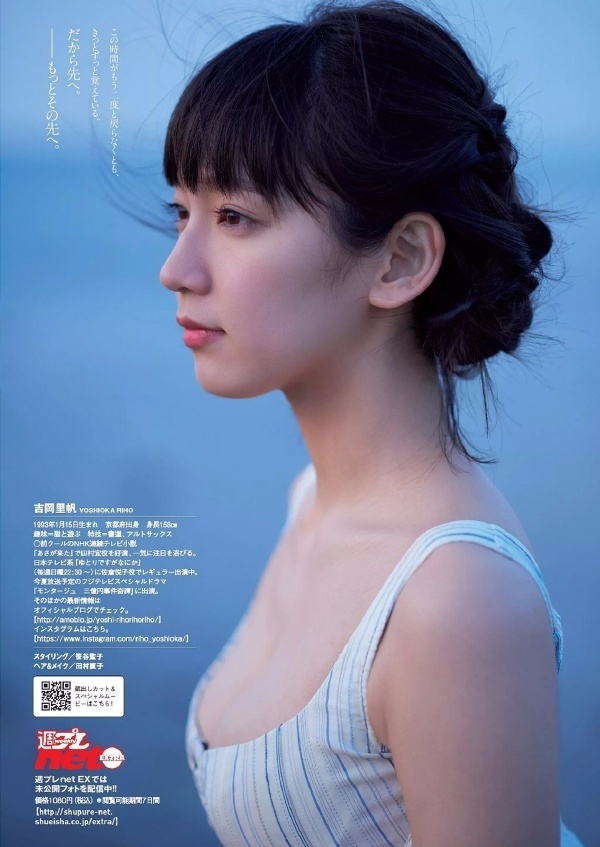 この時間がもう二度と戻らなくとも、
きっとずっと覚えている。
だから先へ。
――もっとその先へ。
吉岡里帆 YOSHIOKA RIHO
1993年1月15日生まれ 京都府出身 身長158㎝
趣味=猫と遊ぶ 特技=書道、アルトサックス
○前クールのNHK連続テレビ小説
『あさが来た』で田村宜役を好演、一気に注目を浴びる。
日本テレビ系『ゆとりですがなにか』
(毎週日曜22:30〜)に佐倉悦子役でレギュラー出演中。
今夏放送予定のフジテレビスペシャルドラマ
『モンタージュ 三億円事件奇譚』に出演。
そのほかの最新情報は
オフィシャルブログでチェック。
【http://ameblo.jp/yoshi-rihorihoriho/】
インスタグラムはこちら。
【https://www.instagram.com/riho_yoshioka/】
スタイリング/笹谷聖子
ヘア&メイク/田村直子
蔵出しカット&
スペシャルムー
ビーはこちら!
週プレ
WEEKLY
net
週プレnet EXでは
未公開フォトを配信中!!
価格1080円(税込) ●閲覧可能期間7日間
【http://shupure-net.
shueisha.co.jp/extra/】